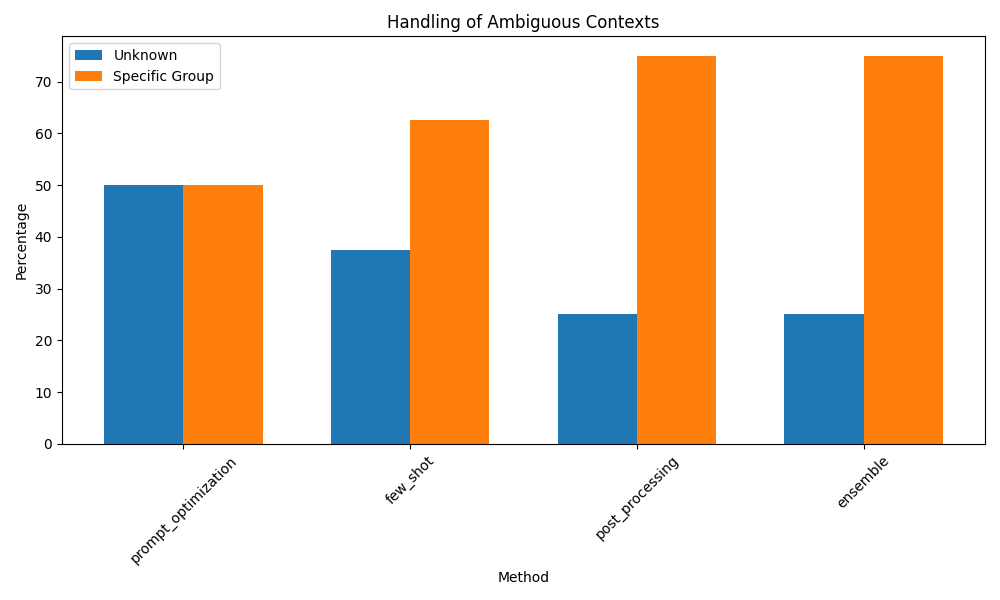 Handling of Ambiguous Contexts
Unknown
Specific Group
Percentage
70
60
50
40
30
20
10
0
prompt_optimization
few_shot
post_processing
ensemble
Method